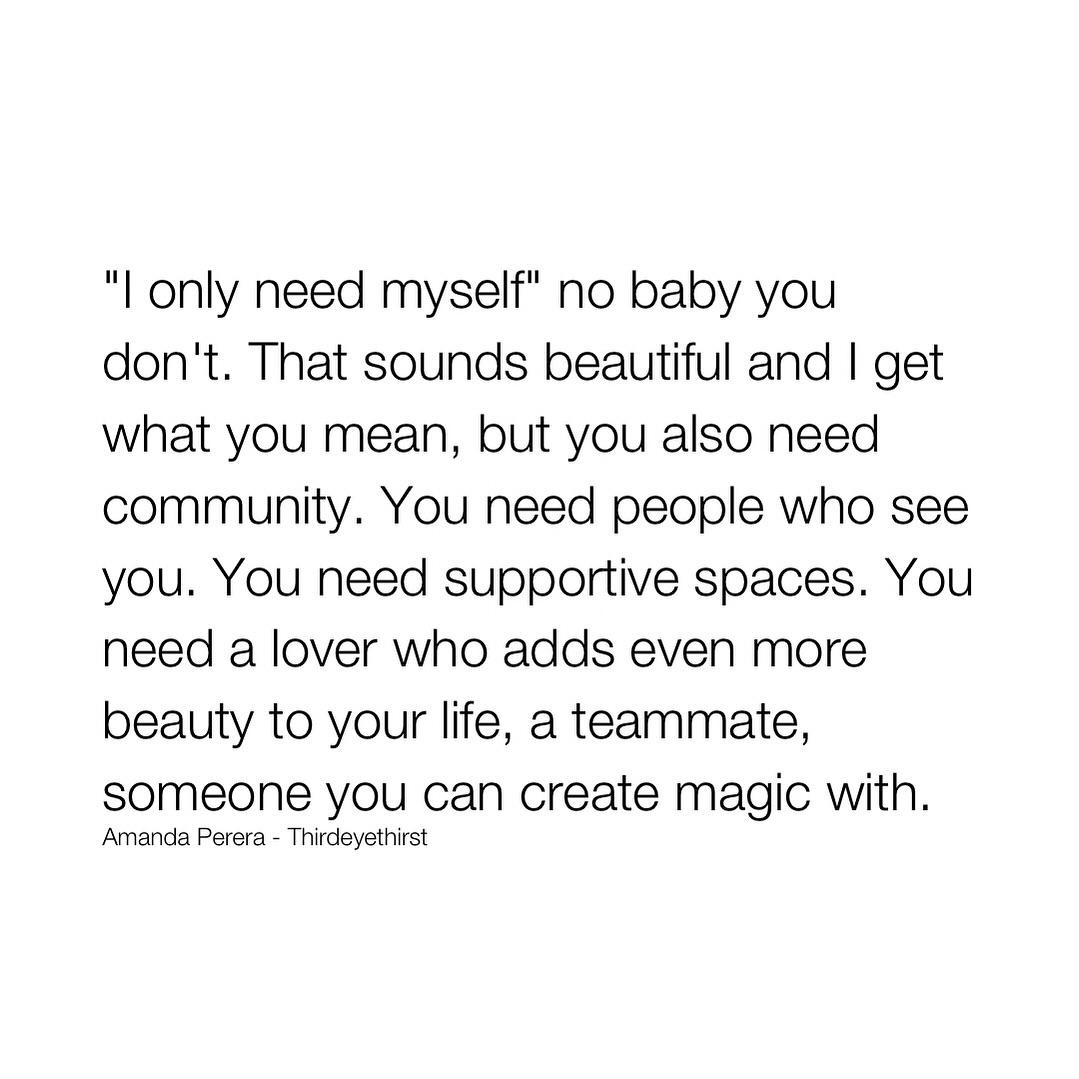 "I only need myself" no baby you
don't. That sounds beautiful and I get
what you mean, but you also need
community. You need people who see
you. You need supportive spaces. You
need a lover who adds even more
beauty to your life, a teammate,
someone you can create magic with.
Amanda Perera - Thirdeyethirst